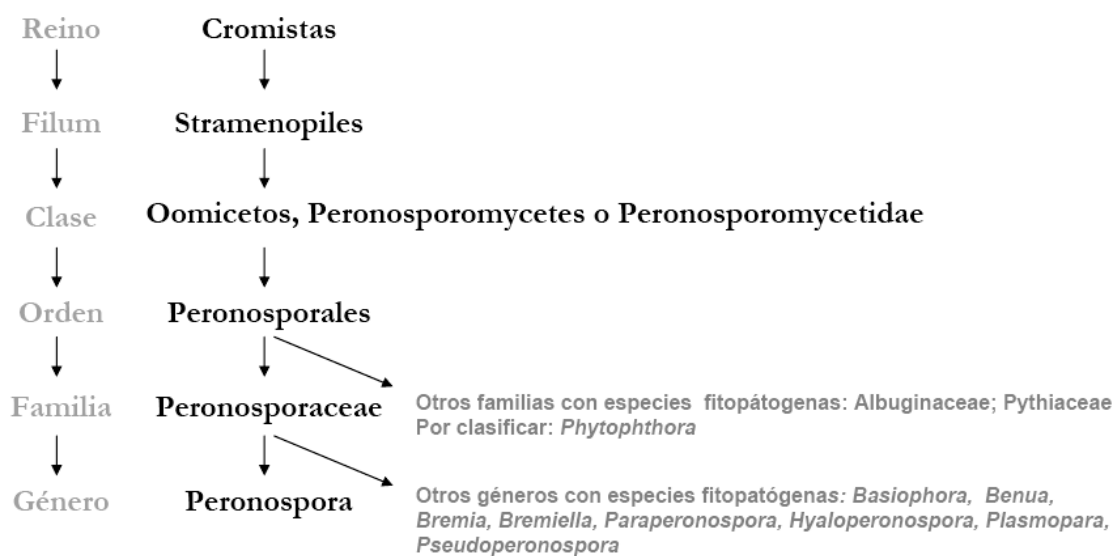 Reino Cromistas
Filum Stramenopiles
Clase Oomicetos, Peronosporomycetes o Peronosporomycetidae
Orden Peronosporales
Familia Peronosporaceae
Otros familias con especies fitopátogenas: Albuginaceae; Pythiaceae
Por clasificar: Phytophthora
Género Peronospora
Otros géneros con especies fitopatógenas: Basiophora, Benua,
Bremia, Bremiella, Paraperonospora, Hyaloperonospora, Plasmopara,
Pseudoperonospora